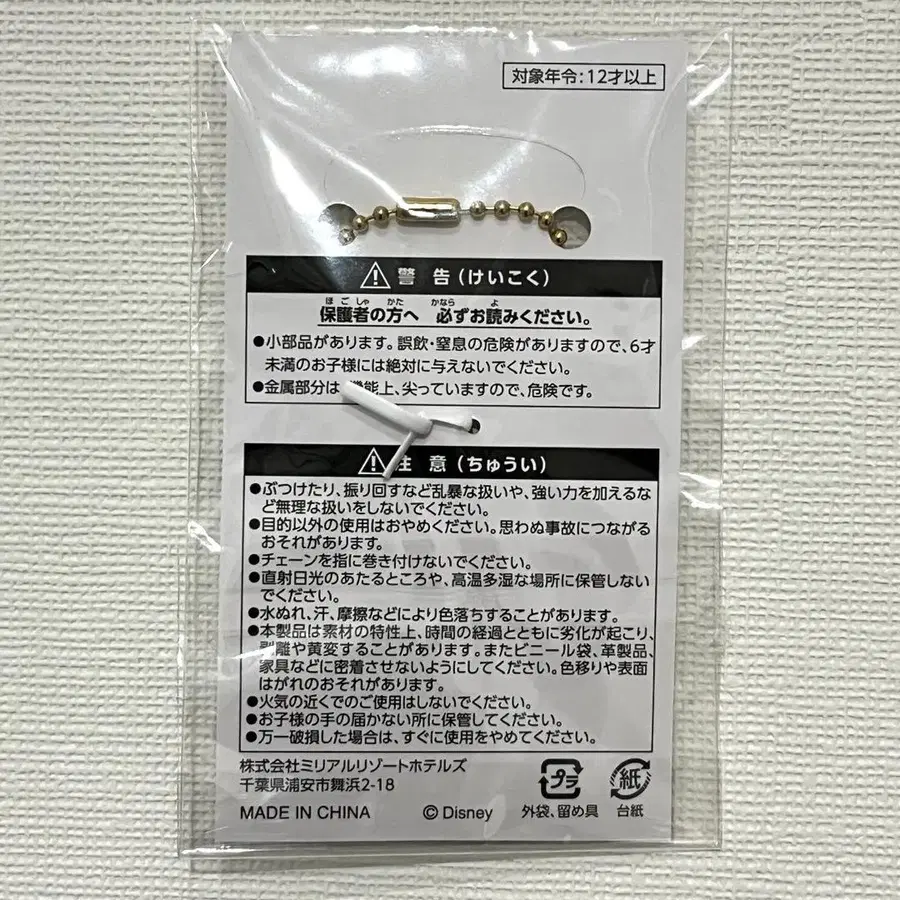 対象年令:12才以上
警 告(けいこく)
保護者の方へ 必ずお読みください。
●小部品があります。誤飲・窒息の危険がありますので、6才
未満のお子様には絶対に与えないでください。
●金属部分は 機能上、尖っていますので、危険です。
注 意(ちゅうい)
●ぶつけたり、振り回すなど乱暴な扱いや、強い力を加えるな
ど無理な扱いをしないでください。
●目的以外の使用はおやめください。思わぬ事故につながる
おそれがあります。
●チェーンを指に巻き付けないでください。
●直射日光のあたるところや、高温多湿な場所に保管しない
でください。
●水ぬれ、汗、摩擦などにより色落ちすることがあります。
●本製品は素材の特性上、時間の経過とともに劣化が起こり、
剥離や黄変することがあります。またビニール袋、革製品、
家具などに密着させないようにしてください。色移りや表面
はがれのおそれがあります。
●火気の近くでのご使用はしないでください。
●お子様の手の届かない所に保管してください。
●万一破損した場合は、すぐに使用をやめてください。
株式会社ミリアルリゾートホテルズ
千葉県浦安市舞浜2-18
MADE IN CHINA © Disney
プラ 紙
外袋、留め具 台紙